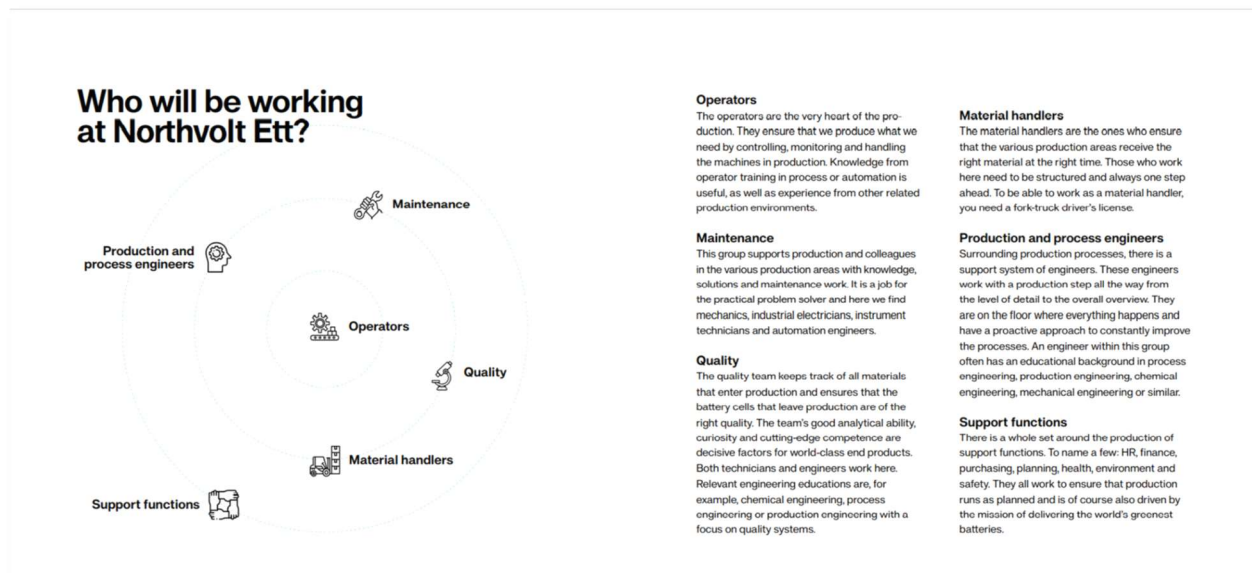 Who will be working
at Northvolt Ett?
Maintenance
Production and
process engineers
Operators
Quality
Material handlers
Support functions
Operators
The operators are the very heart of the pro-
duction. They ensure that we produce what we
need by controlling, monitoring and handling
the machines in production. Knowledge from
operator training in process or automation is
useful, as well as experience from other related
production environments.
Maintenance
This group supports production and colleagues
in the various production areas with knowledge,
solutions and maintenance work. It is a job for
the practical problem solver and here we find
mechanics, industrial electricians, instrument
technicians and automation engineers.
Quality
The quality team keeps track of all materials
that enter production and ensures that the
battery cells that leave production are of the
right quality. The team's good analytical ability,
curiosity and cutting-edge competence are
decisive factors for world-class end products.
Both technicians and engineers work here.
Relevant engineering educations are, for
example, chemical engineering, process
engineering or production engineering with a
focus on quality systems.
Material handlers
The material handlers are the ones who ensure
that the various production areas receive the
right material at the right time. Those who work
here need to be structured and always one step
ahead. To be able to work as a material handler,
you need a fork-truck driver's license.
Production and process engineers
Surrounding production processes, there is a
support system of engineers. These engineers
work with a production step all the way from
the level of detail to the overall overview. They
are on the floor where everything happens and
have a proactive approach to constantly improve
the processes. An engineer within this group
often has an educational background in process
engineering, production engineering, chemical
engineering, mechanical engineering or similar.
Support functions
There is a whole set around the production of
support functions. To name a few: HR, finance,
purchasing, planning, health, environment and
safety. They all work to ensure that production
runs as planned and is of course also driven by
the mission of delivering the world's greenest
batteries.